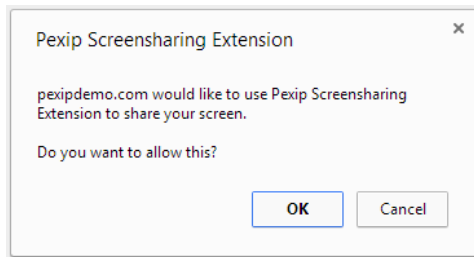 Pexip Screensharing Extension
pexipdemo.com would like to use Pexip Screensharing
Extension to share your screen.
Do you want to allow this?
OK
Cancel